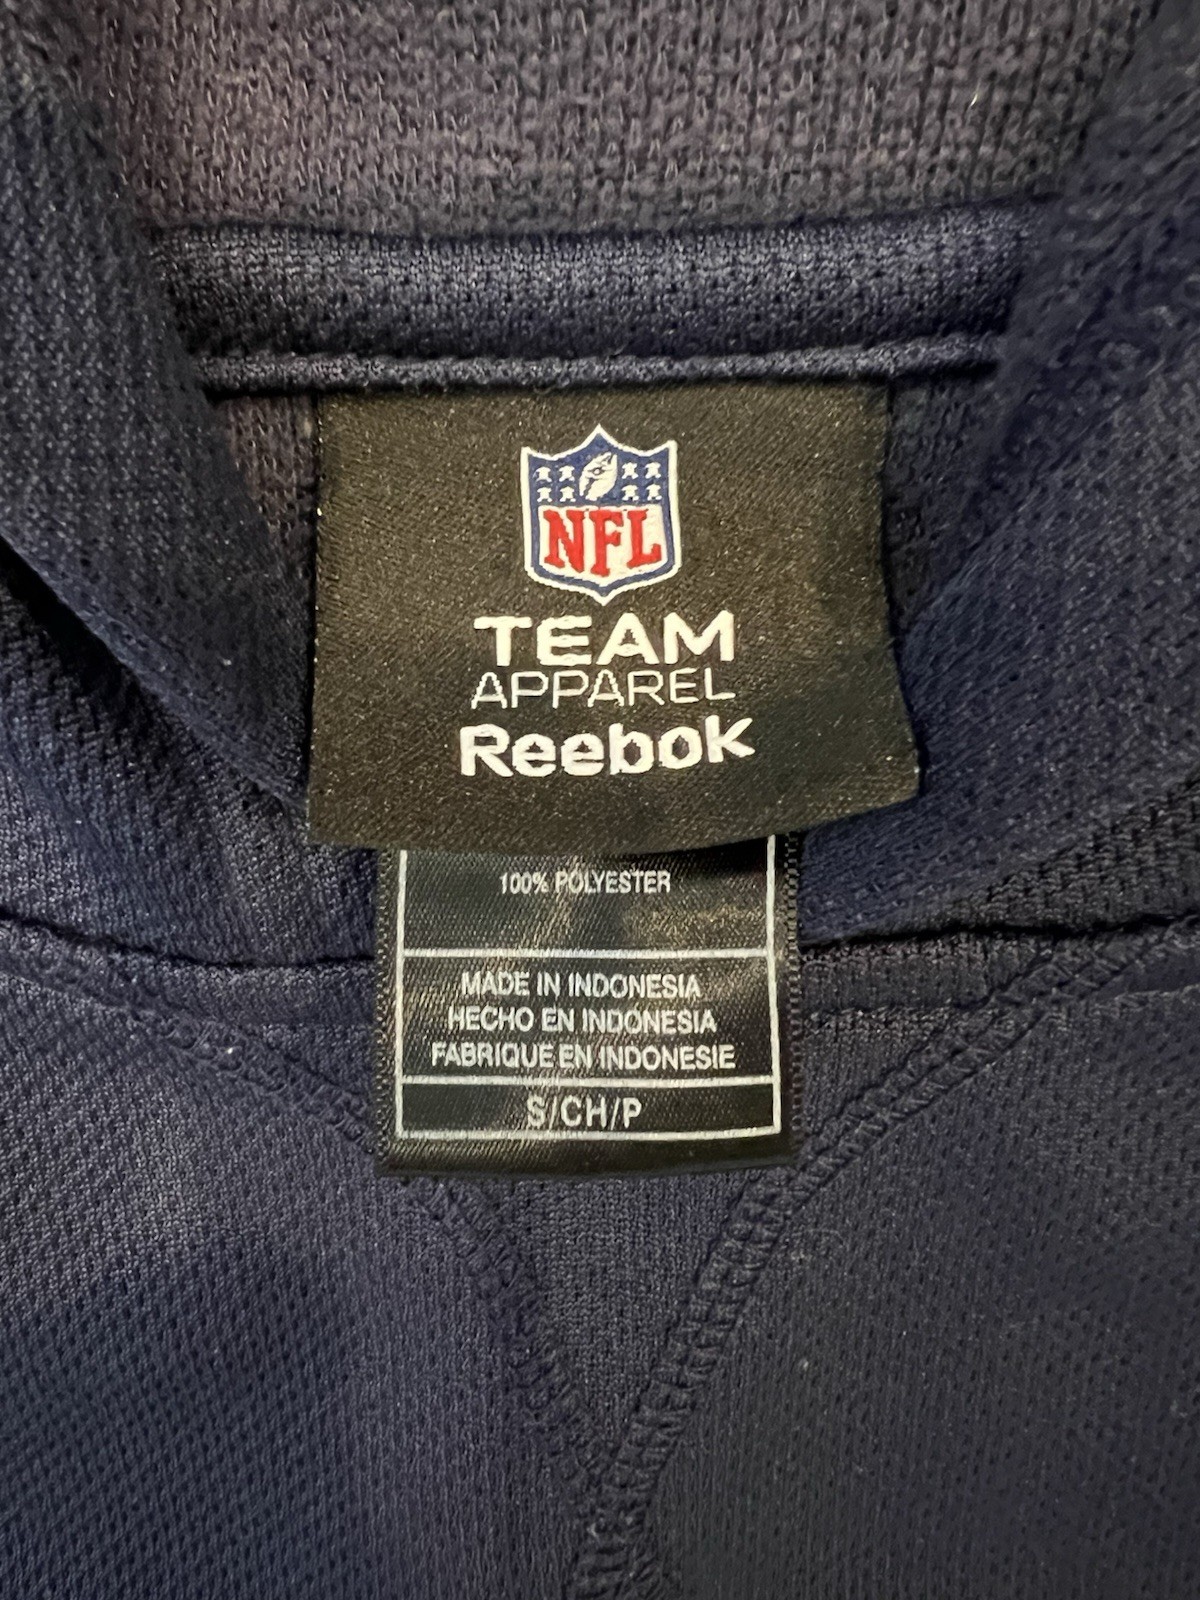 NFL
TEAM
APPAREL
Reebok
100% POLYESTER
MADE IN INDONESIA
HECHO EN INDONESIA
FABRIQUE EN INDONESIE
S/CH/P